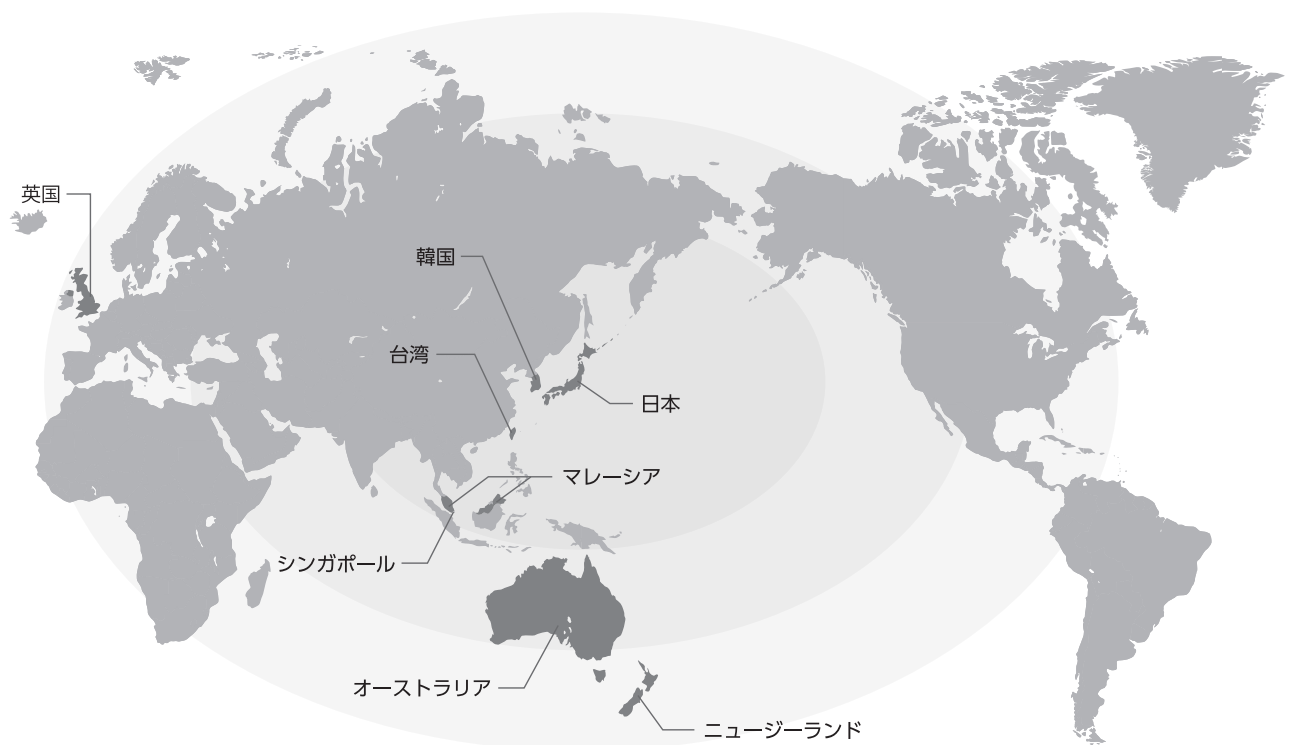 英国
韓国
台湾
日本
マレーシア
シンガポール
オーストラリア
ニュージーランド